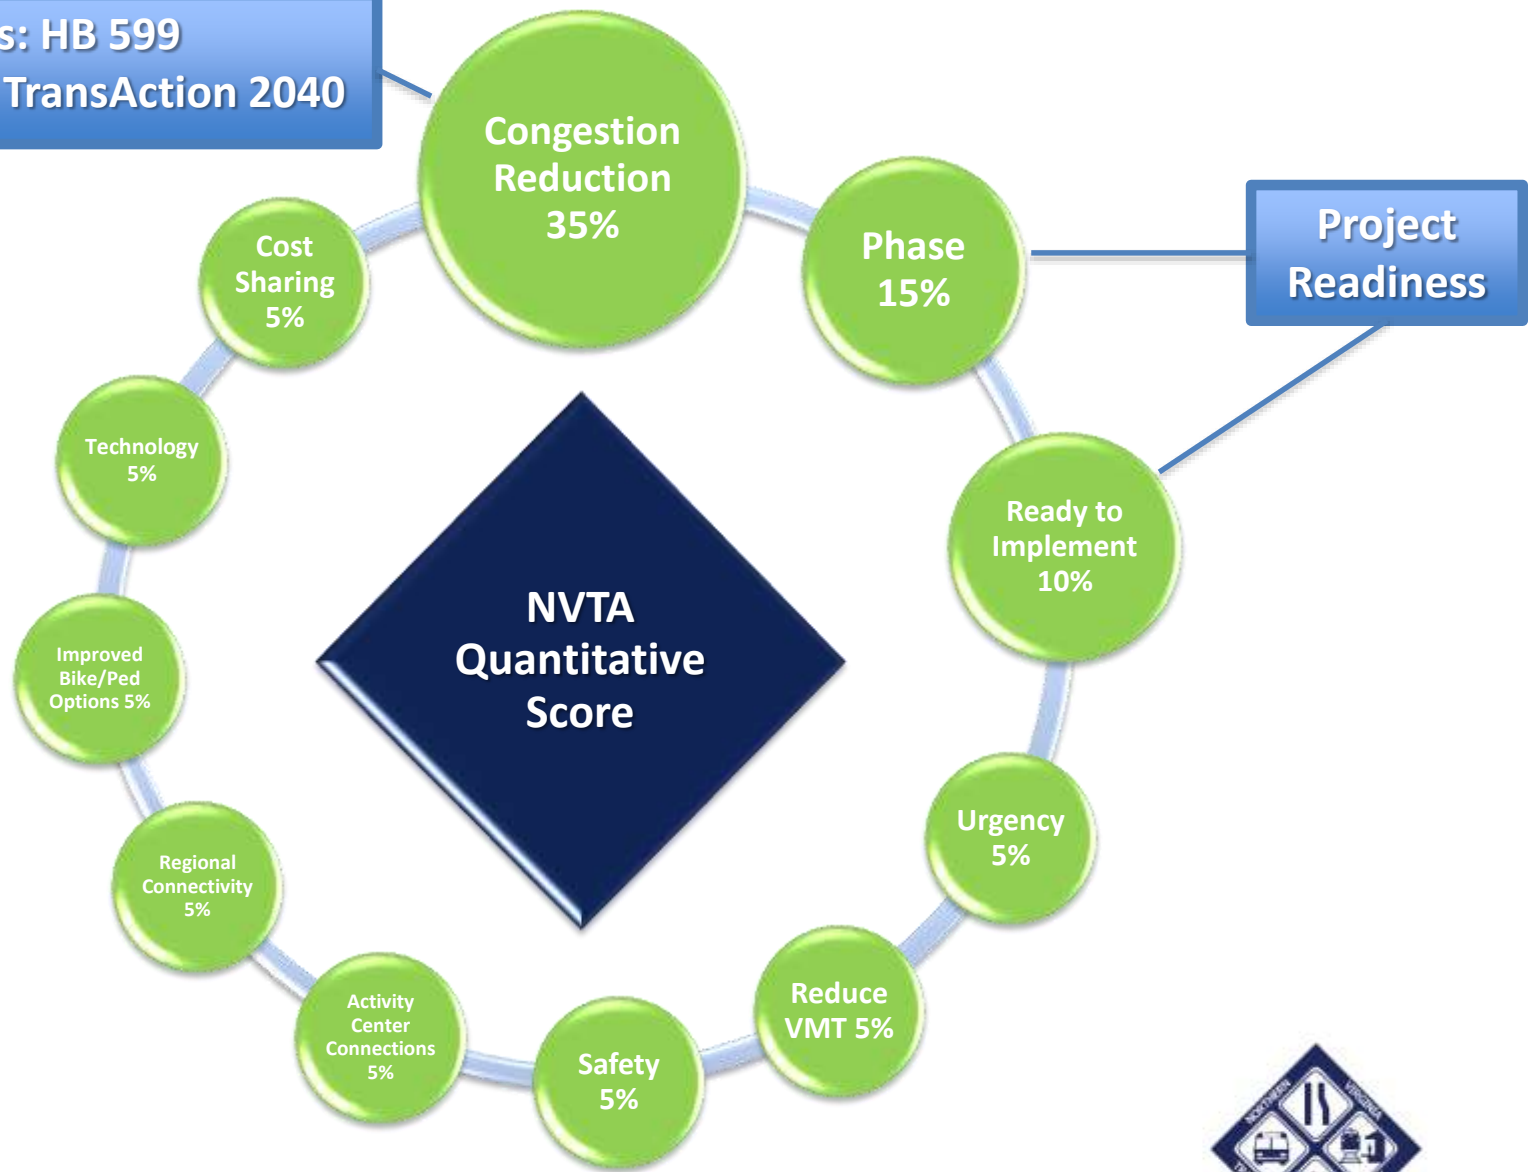 s: HB 599
TransAction 2040
Congestion
Reduction
35%
Phase
15%
Project
Readiness
Ready to
Implement
10%
Urgency
5%
Reduce
VMT 5%
Safety
5%
Activity
Center
Connections
5%
Regional
Connectivity
5%
Improved
Bike/Ped
Options 5%
Technology
5%
Cost
Sharing
5%
NVTA
Quantitative
Score
NORTHERN
VIRGINIA